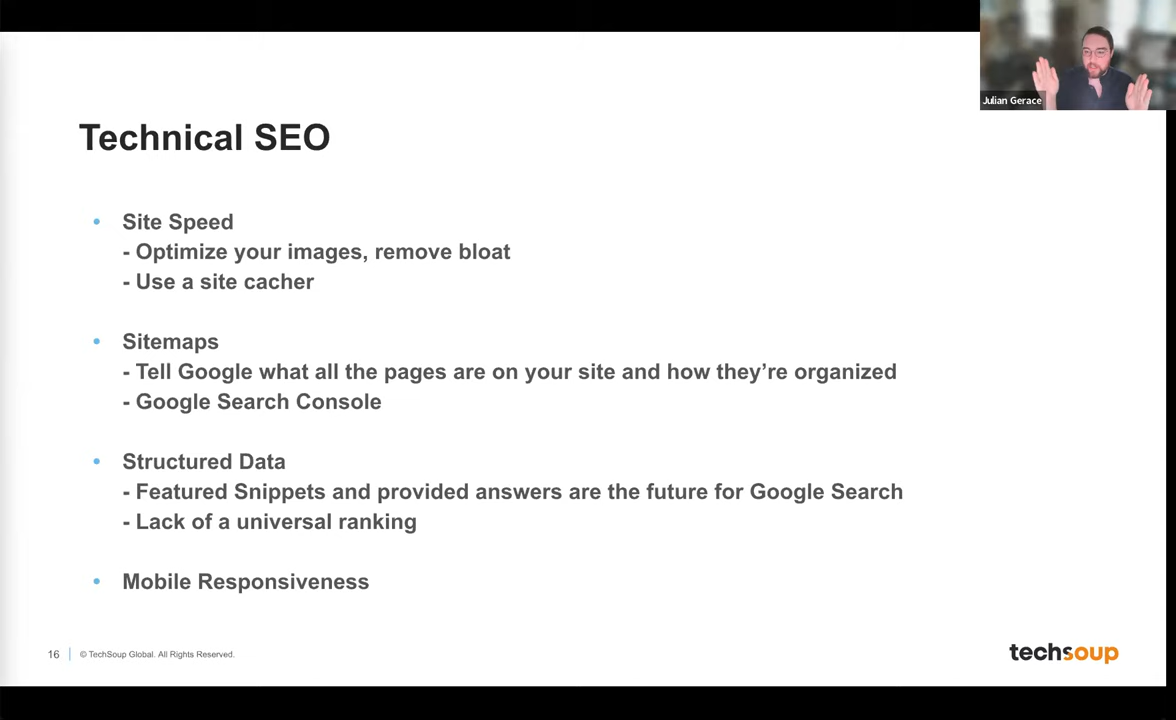 Julian Gerace
Technical SEO
• Site Speed
- Optimize your images, remove bloat
- Use a site cacher
• Sitemaps
- Tell Google what all the pages are on your site and how they’re organized
- Google Search Console
• Structured Data
- Featured Snippets and provided answers are the future for Google Search
- Lack of a universal ranking
• Mobile Responsiveness
16 © TechSoup Global. All Rights Reserved.
techsoup